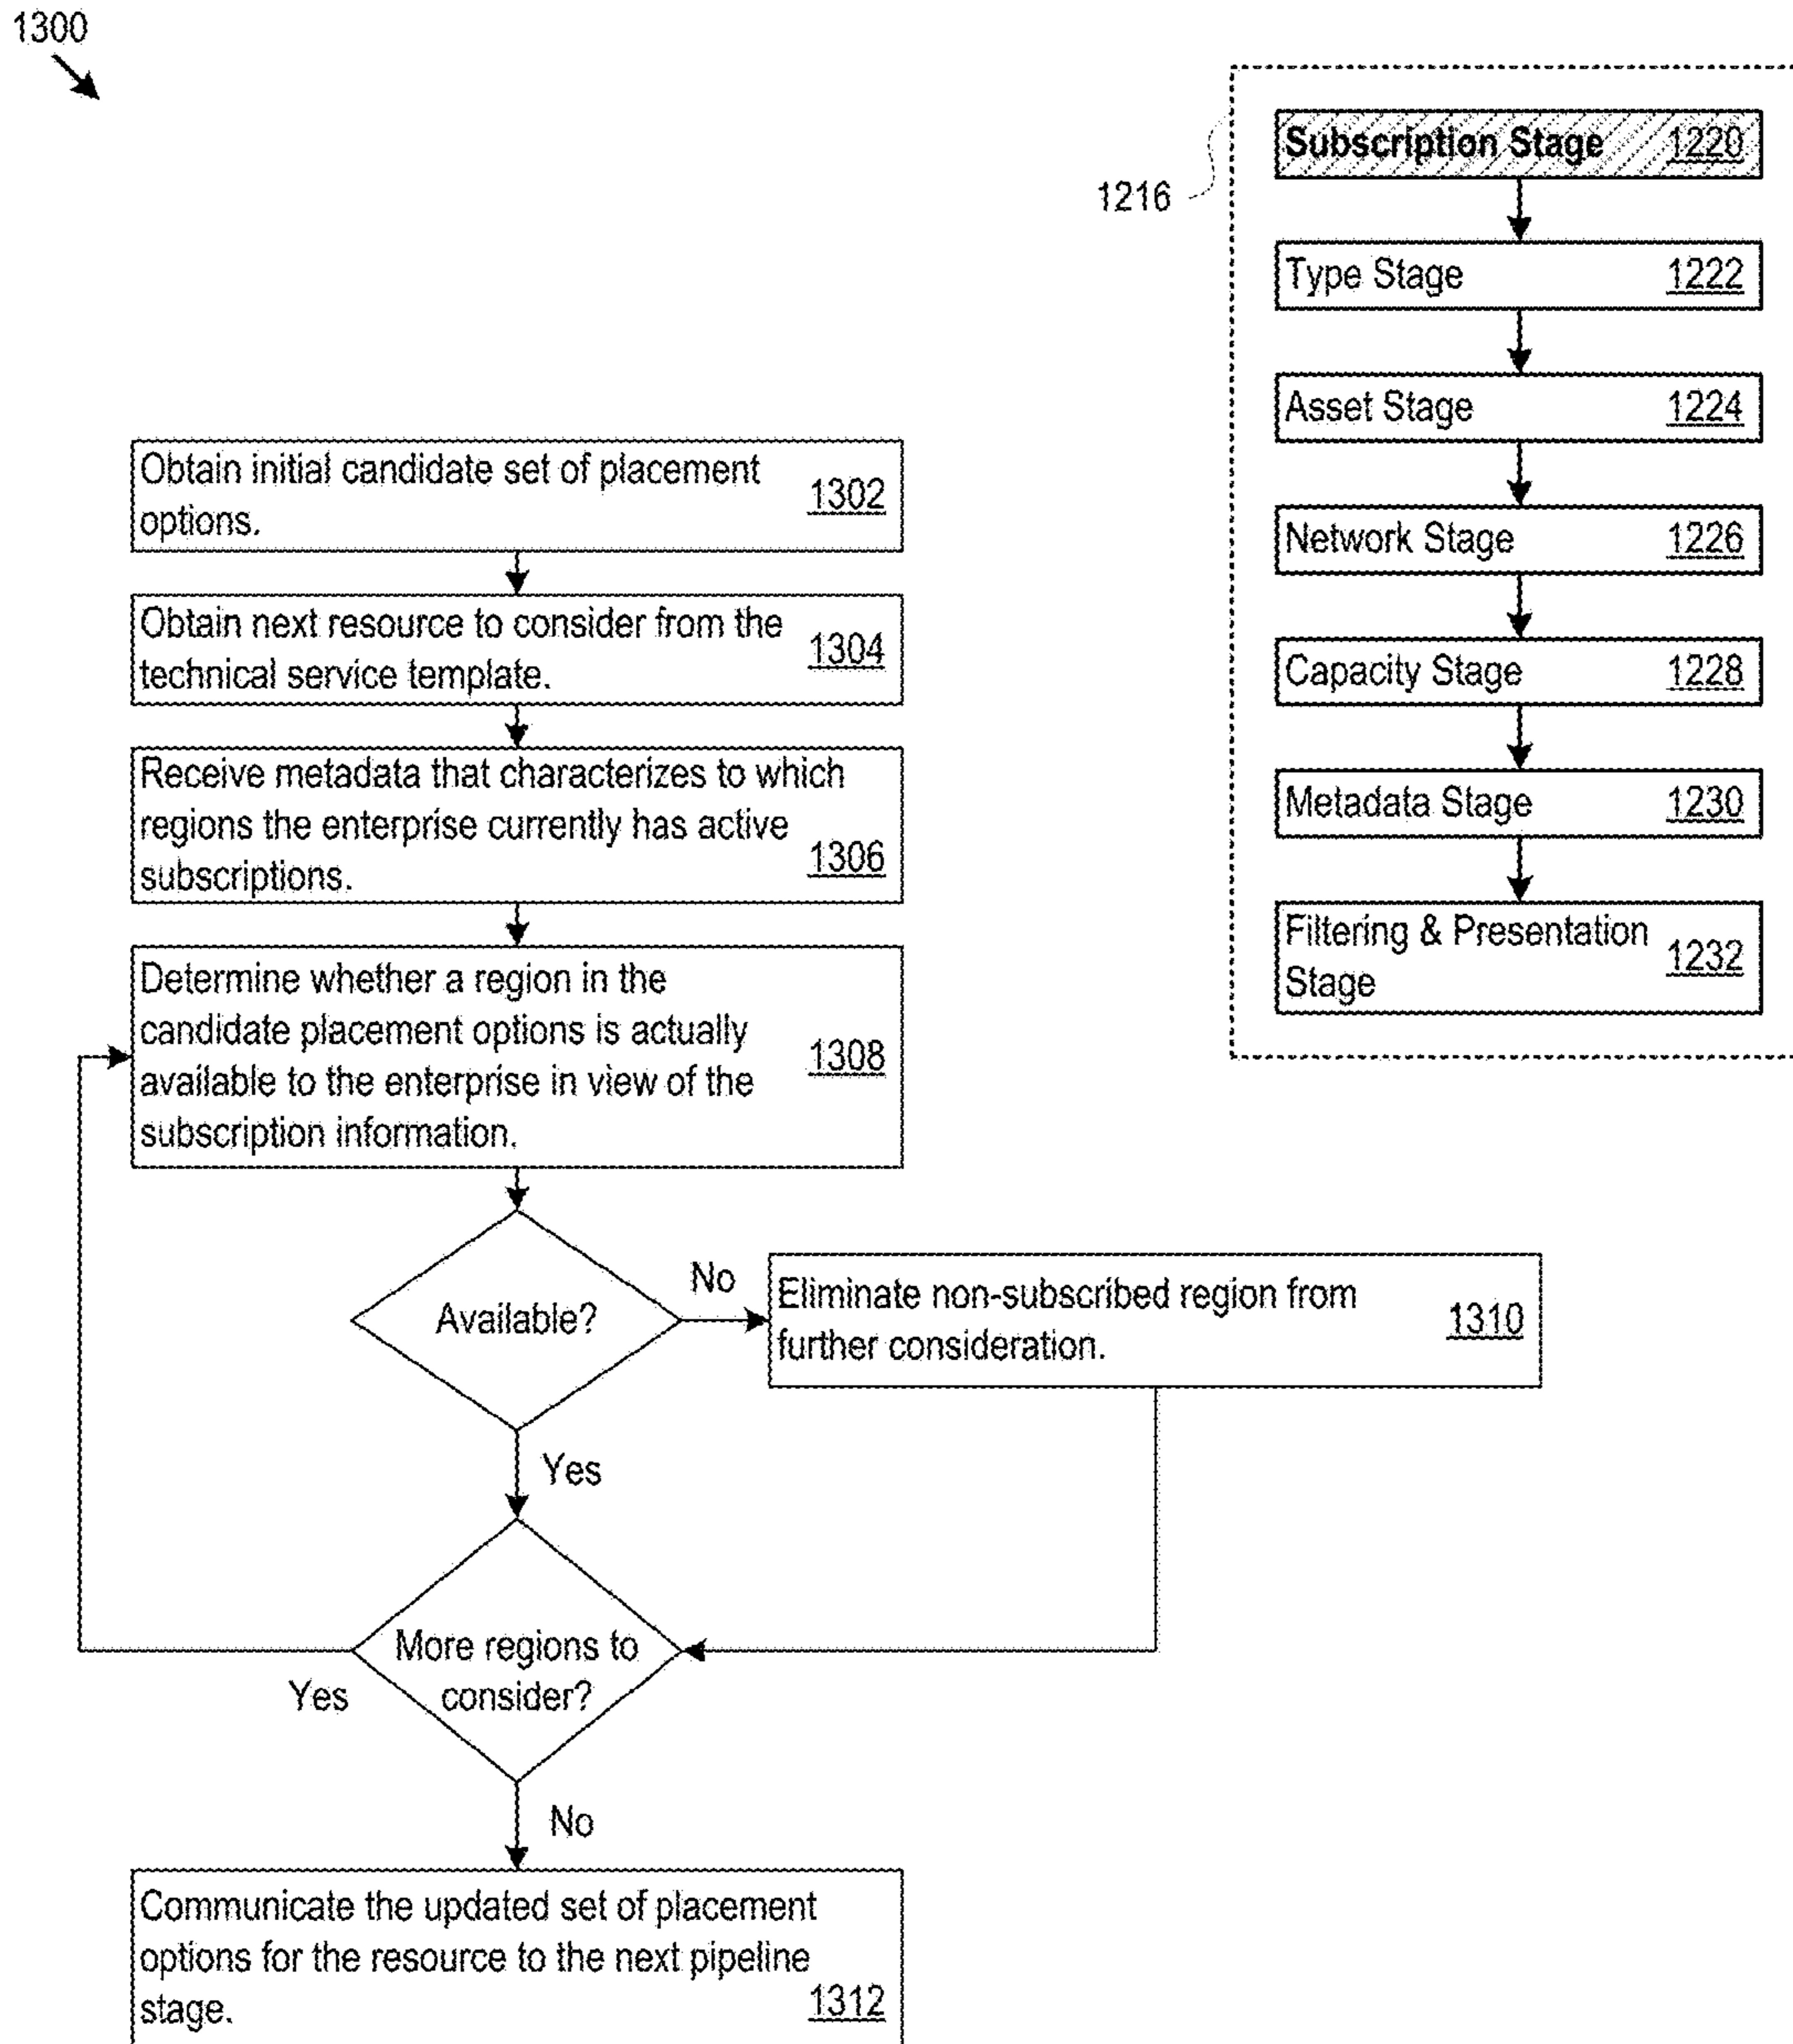 1300
1216
Subscription Stage 1220
Type Stage 1222
Asset Stage 1224
Network Stage 1226
Capacity Stage 1228
Metadata Stage 1230
Filtering & Presentation
Stage
1232
Obtain initial candidate set of placement
options.
1302
Obtain next resource to consider from the
technical service template.
1304
Receive metadata that characterizes to which
regions the enterprise currently has active
subscriptions.
1306
Determine whether a region in the
candidate placement options is actually
available to the enterprise in view of the
subscription information.
1308
Available?
No
Eliminate non-subscribed region from
further consideration.
1310
Yes
More regions to
consider?
Yes
No
Communicate the updated set of placement
options for the resource to the next pipeline
stage.
1312